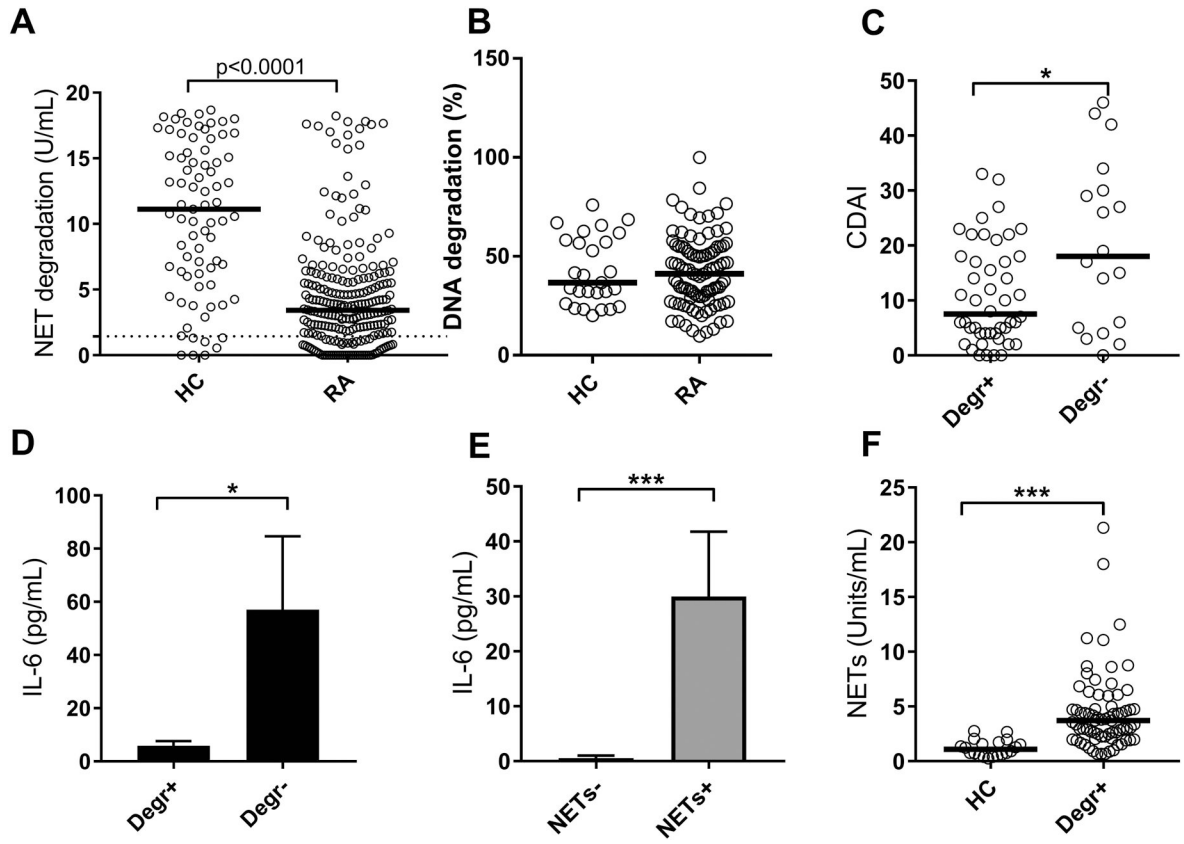 A
NET degradation (U/mL)
p<0.0001
20
15
10
5
0
HC
RA
B
DNA degradation (%)
150
100
50
0
HC
RA
C
CDAI
*
50
40
30
20
10
0
Degr+
Degr-
D
IL-6 (pg/mL)
*
100
80
60
40
20
0
Degr+
Degr-
E
IL-6 (pg/mL)
***
50
40
30
20
10
0
NETs-
NETs+
F
NETs (Units/mL)
***
25
20
15
10
5
0
HC
Degr+